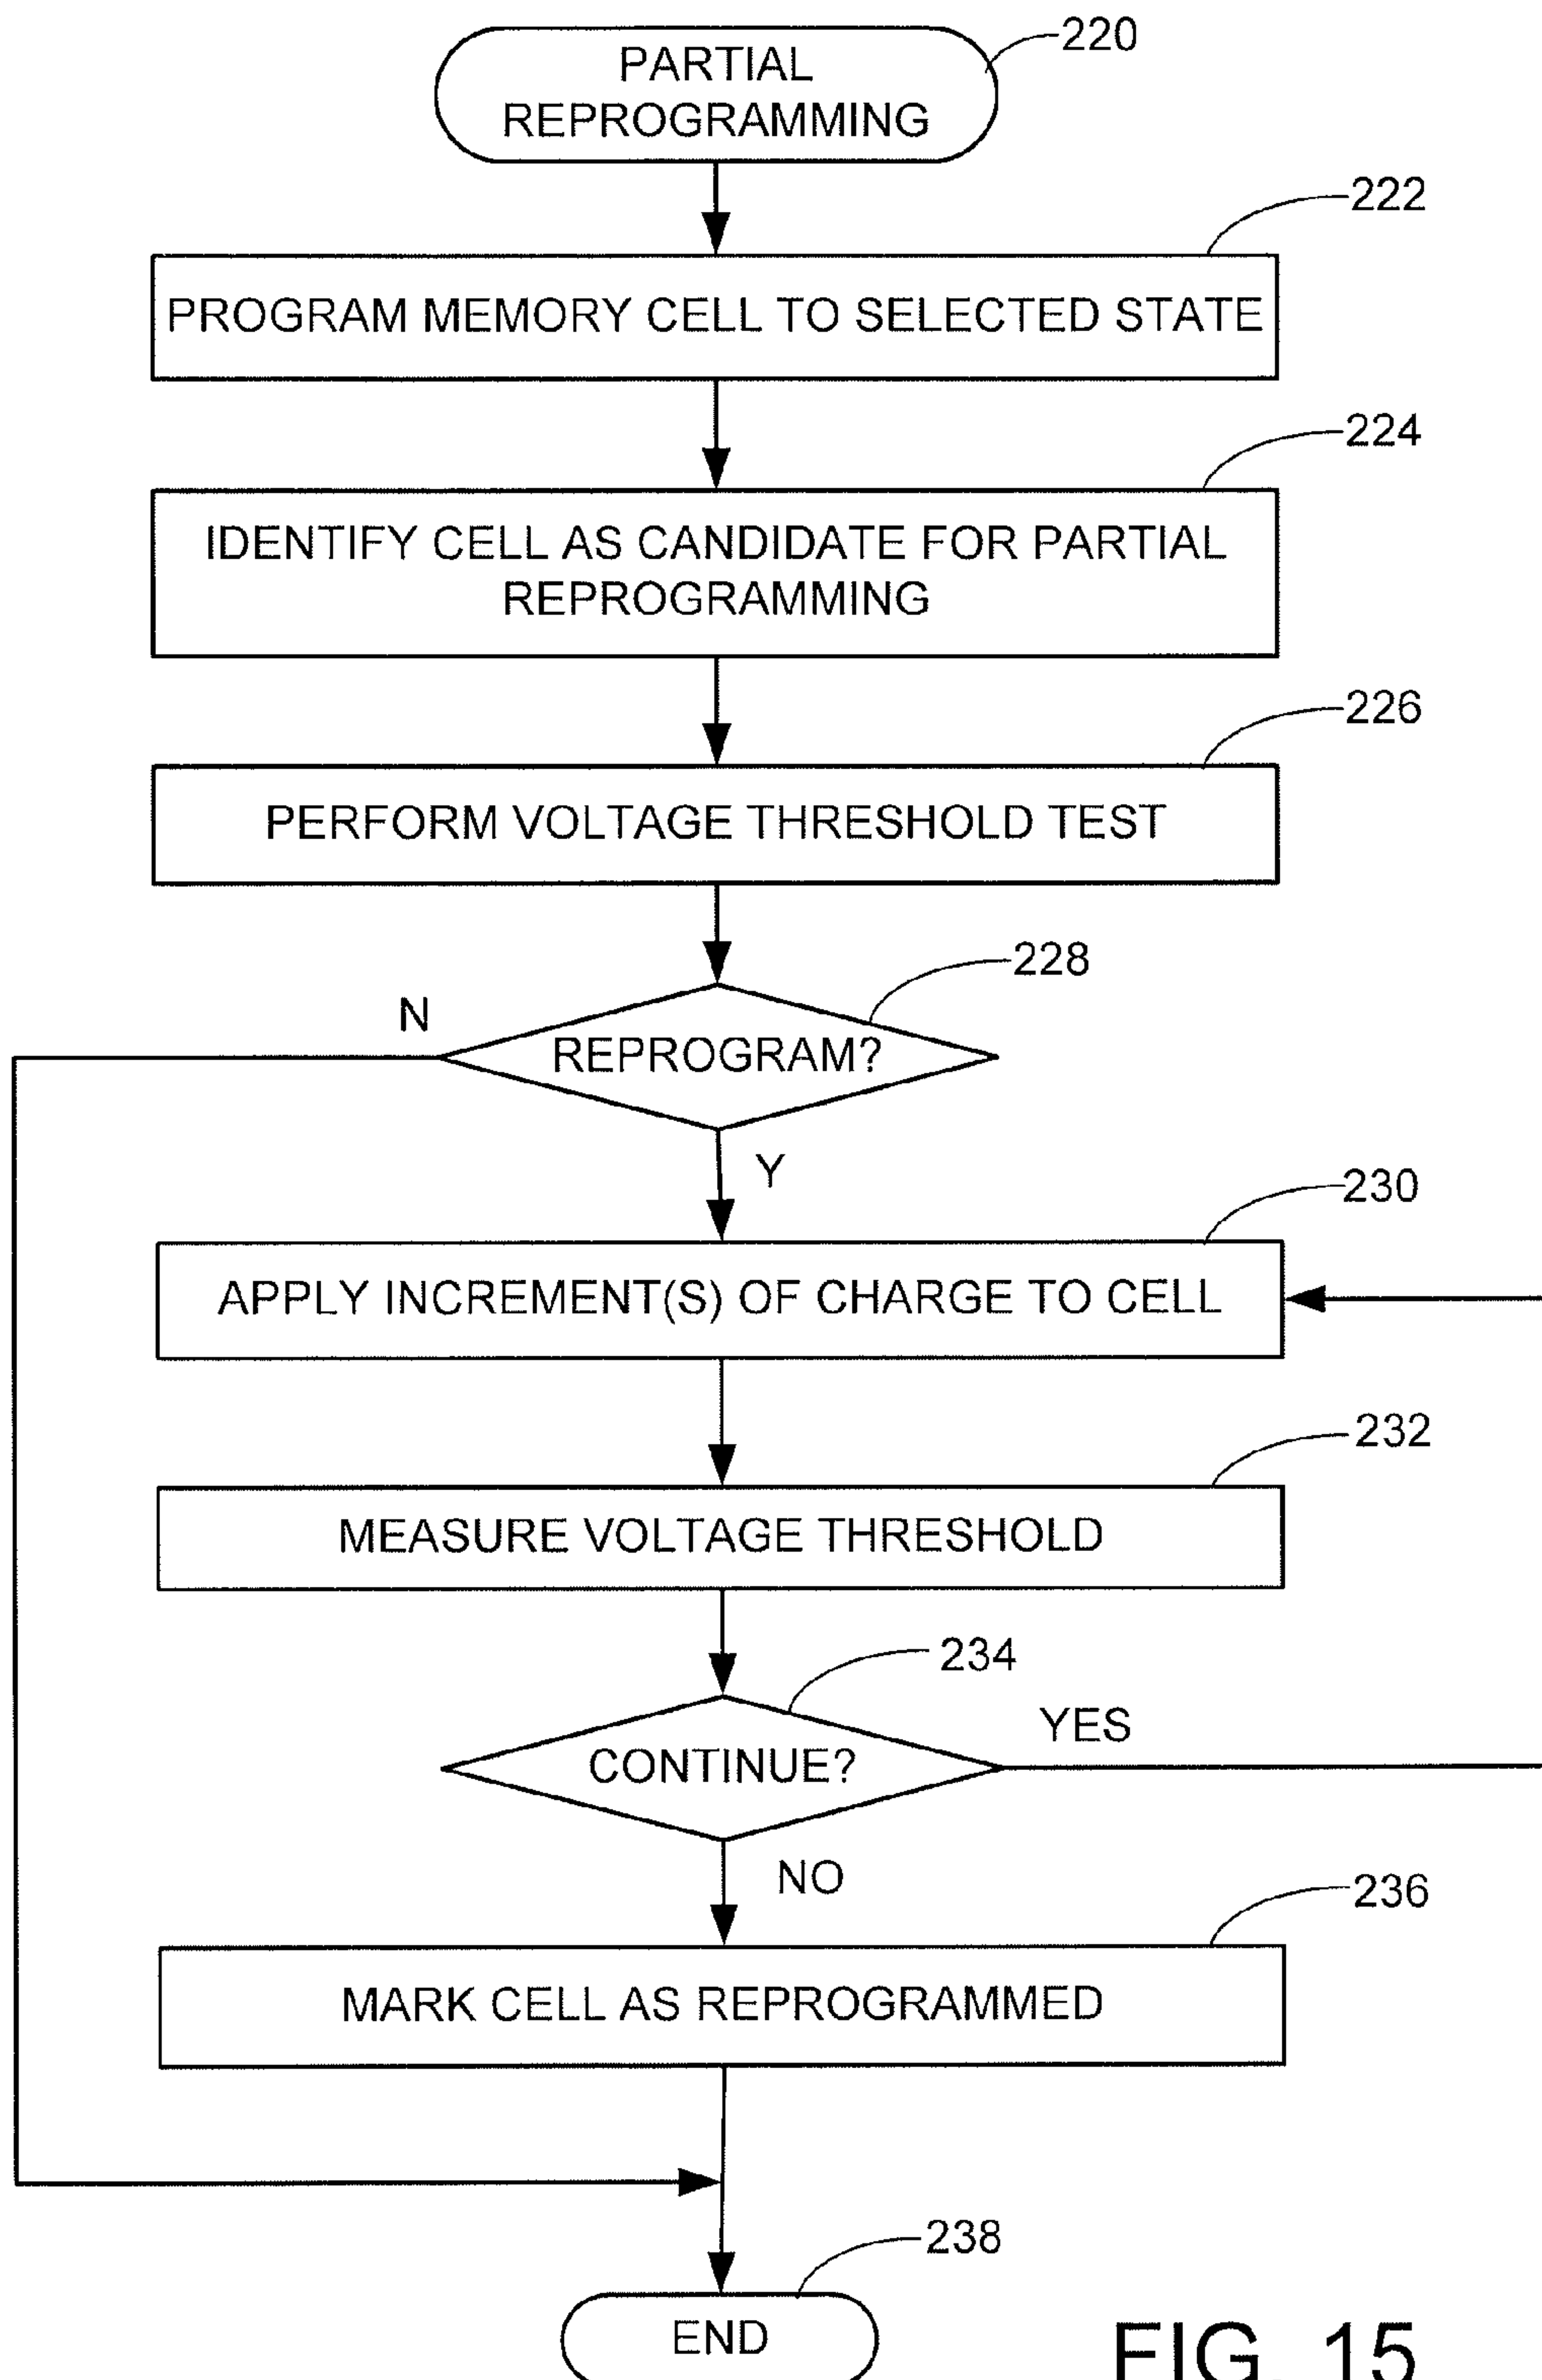 PARTIAL
REPROGRAMMING
220
222
PROGRAM MEMORY CELL TO SELECTED STATE
224
IDENTIFY CELL AS CANDIDATE FOR PARTIAL
REPROGRAMMING
226
PERFORM VOLTAGE THRESHOLD TEST
228
N
REPROGRAM?
Y
230
APPLY INCREMENT(S) OF CHARGE TO CELL
232
MEASURE VOLTAGE THRESHOLD
234
YES
CONTINUE?
NO
236
MARK CELL AS REPROGRAMMED
238
END
FIG. 15